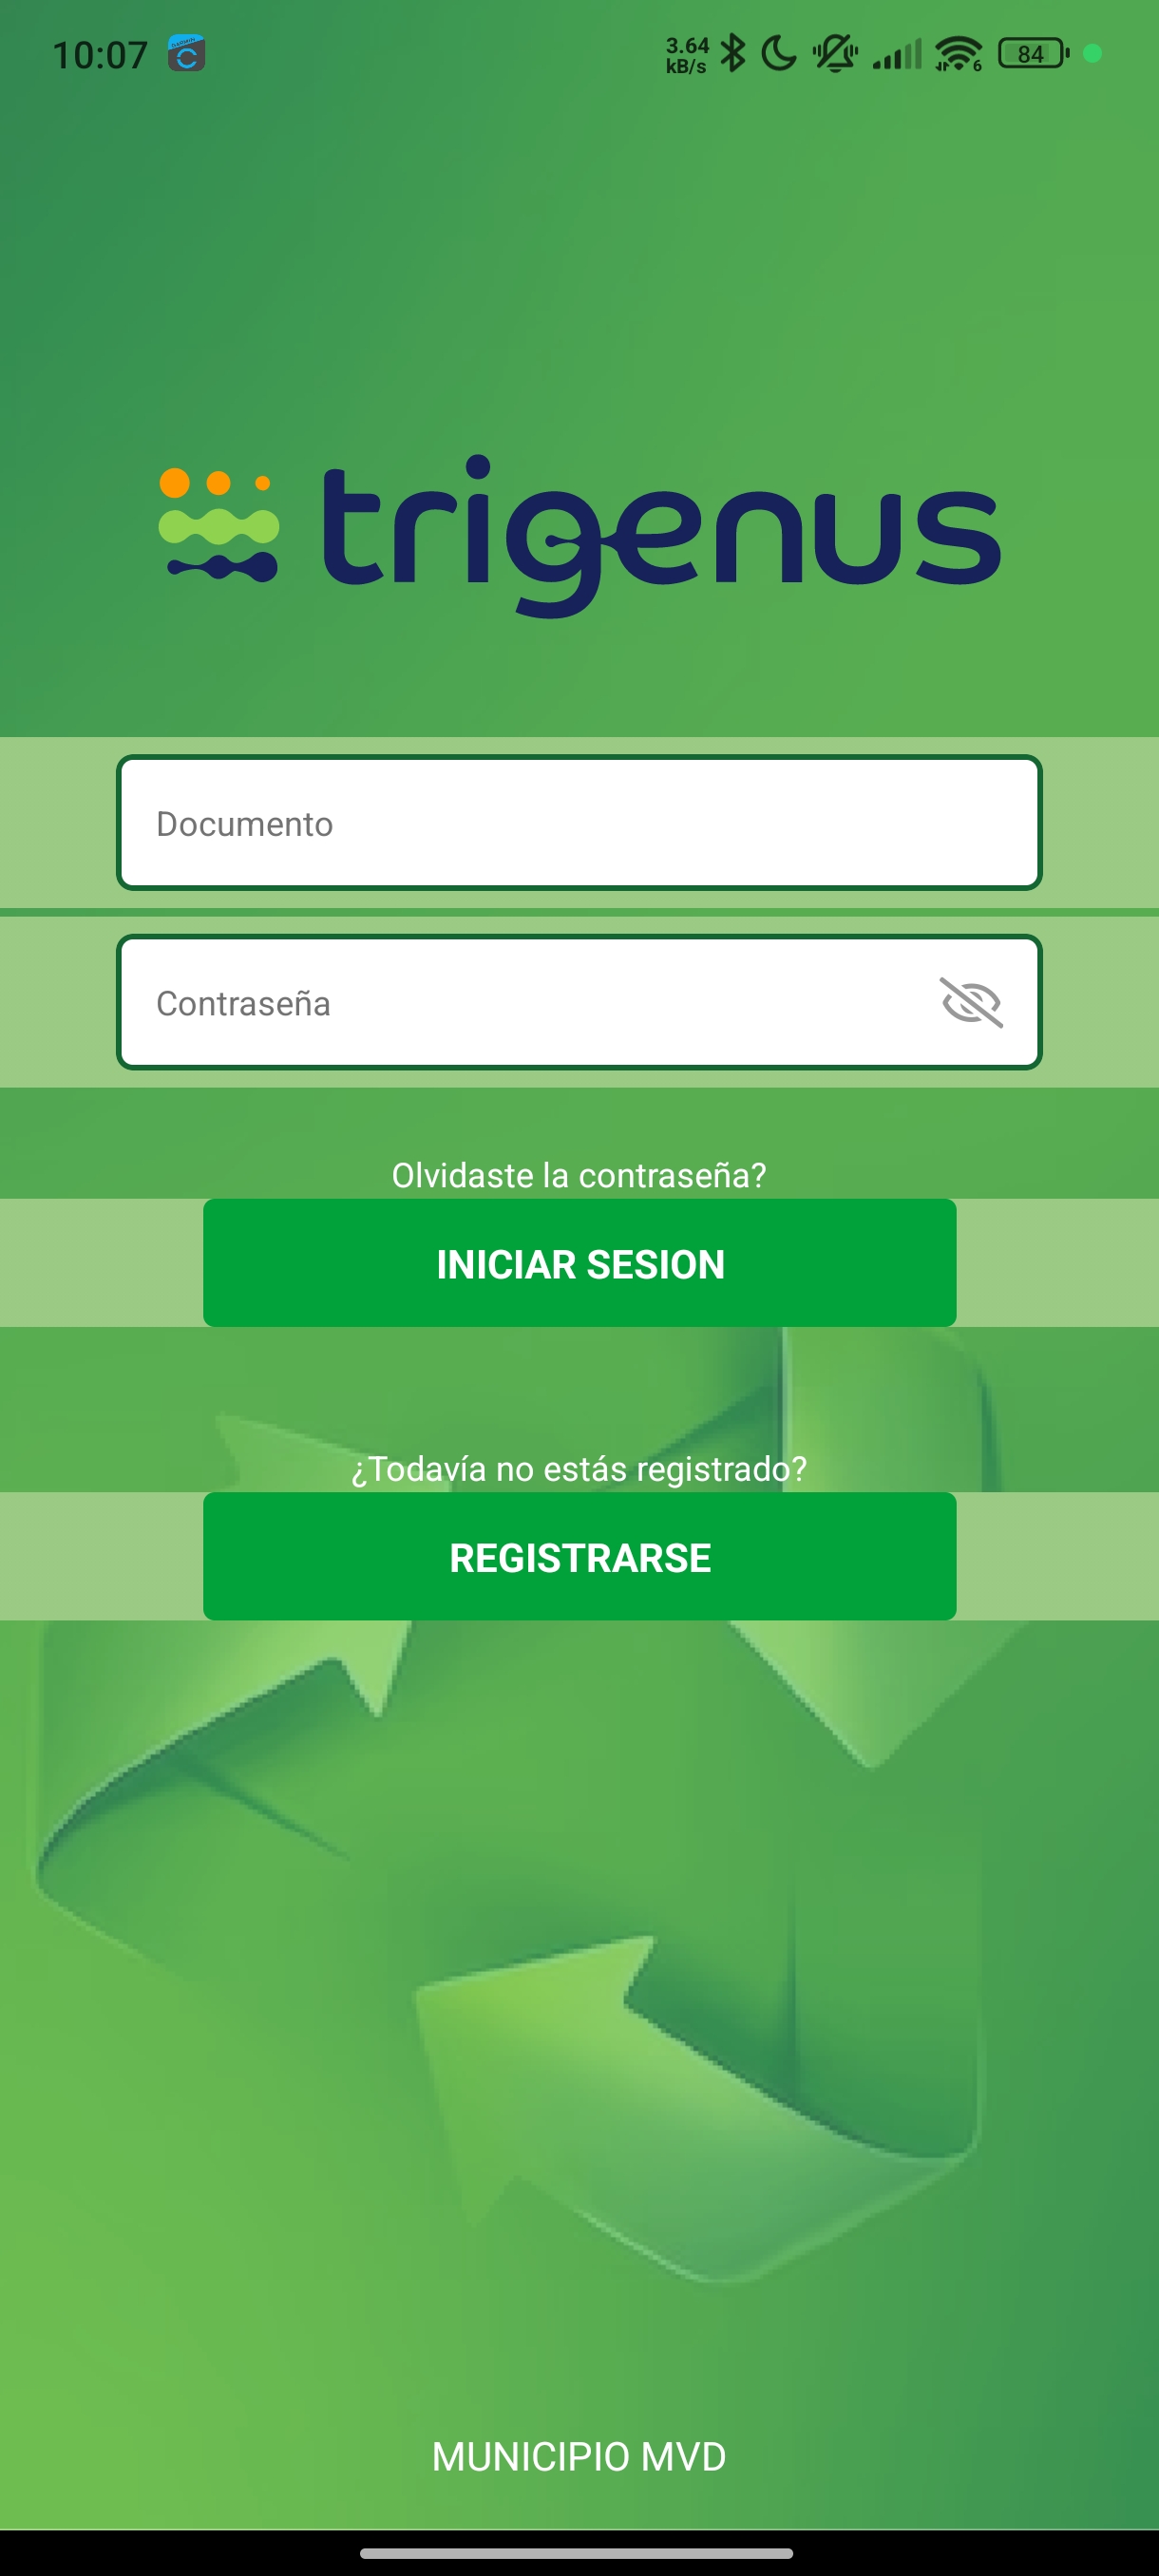 10:07
3.64
kB/s
6
84
trigenus
Documento
Contraseña
Olvidaste la contraseña?
INICIAR SESION
¿Todavía no estás registrado?
REGISTRARSE
MUNICIPIO MVD